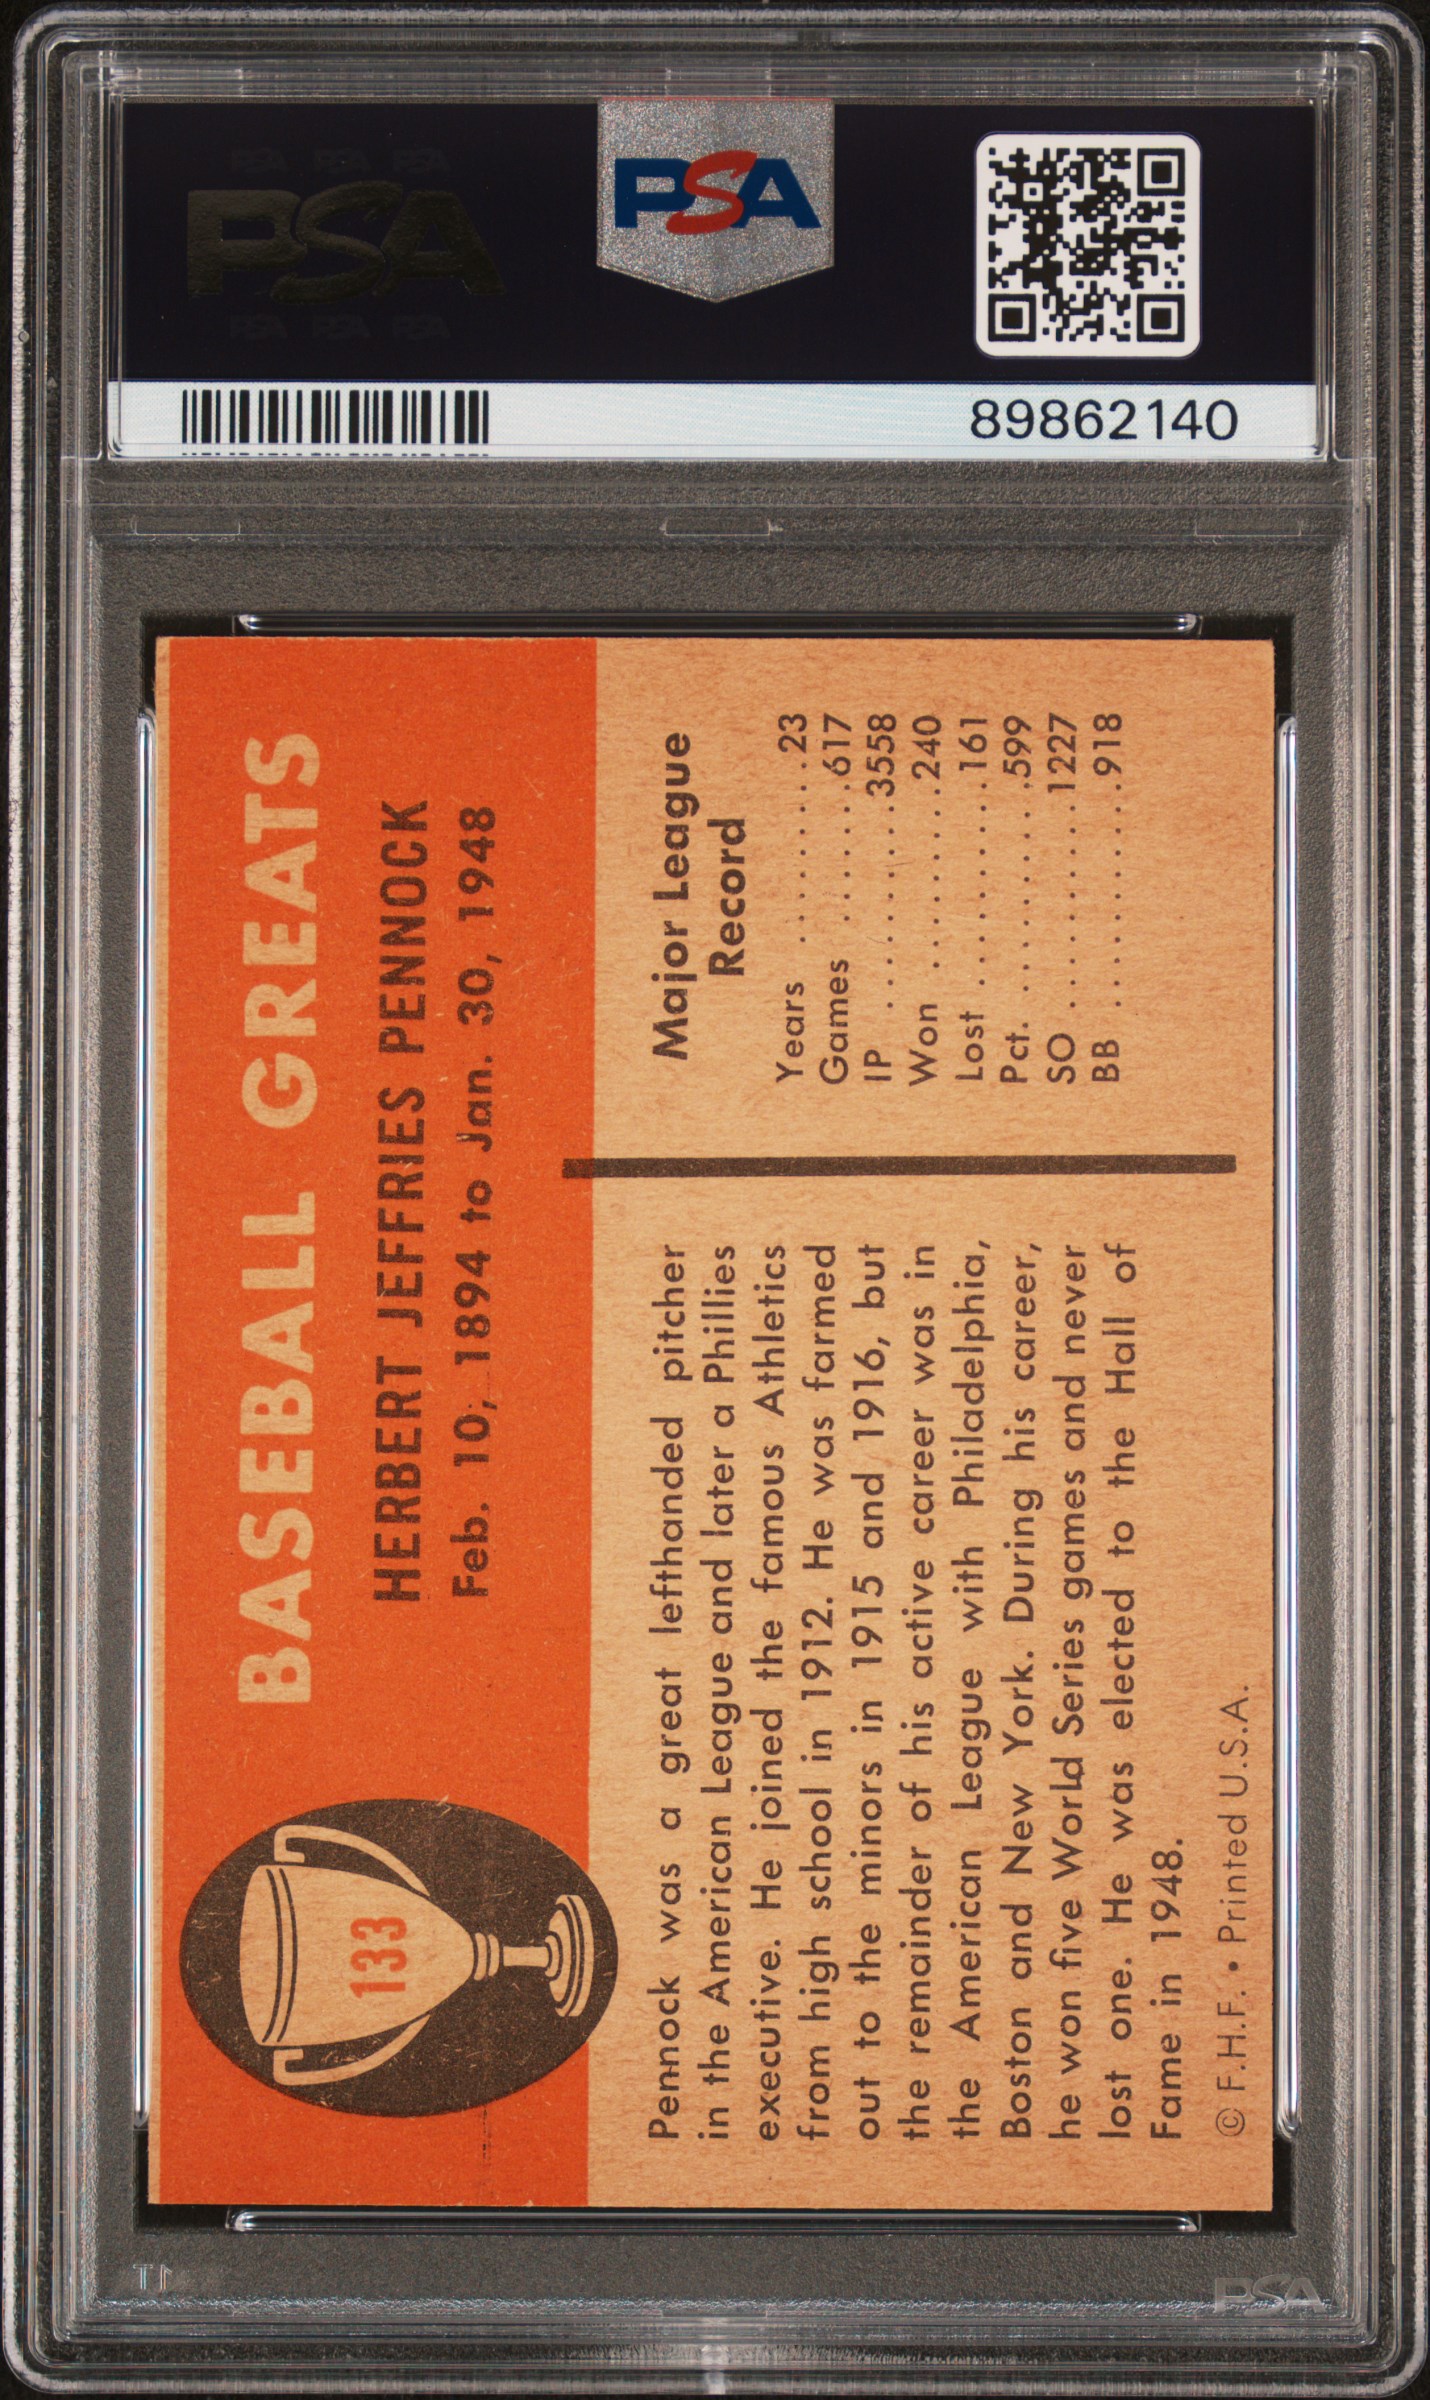 PSA
PSA
89862140
BASEBALL GREATS
133
HERBERT JEFFRIES PENNOCK
Feb. 10, 1894 to Jan. 30, 1948
Pennock was a great lefthanded pitcher
in the American League and later a Phillies
executive. He joined the famous Athletics
from high school in 1912. He was farmed
out to the minors in 1915 and 1916, but
the remainder of his active career was in
the American League with Philadelphia,
Boston and New York. During his career,
he won five World Series games and never
lost one. He was elected to the Hall of
Fame in 1948.
© F.H.F. • Printed U.S.A.
Major League
Record
Years . . . . . . . . . 23
Games . . . . . . 617
IP . . . . . . . . . . 3558
Won . . . . . . . . 240
Lost . . . . . . . . . 161
Pct. . . . . . . . . . .599
SO . . . . . . . . . 1227
BB . . . . . . . . . . 918
PSA